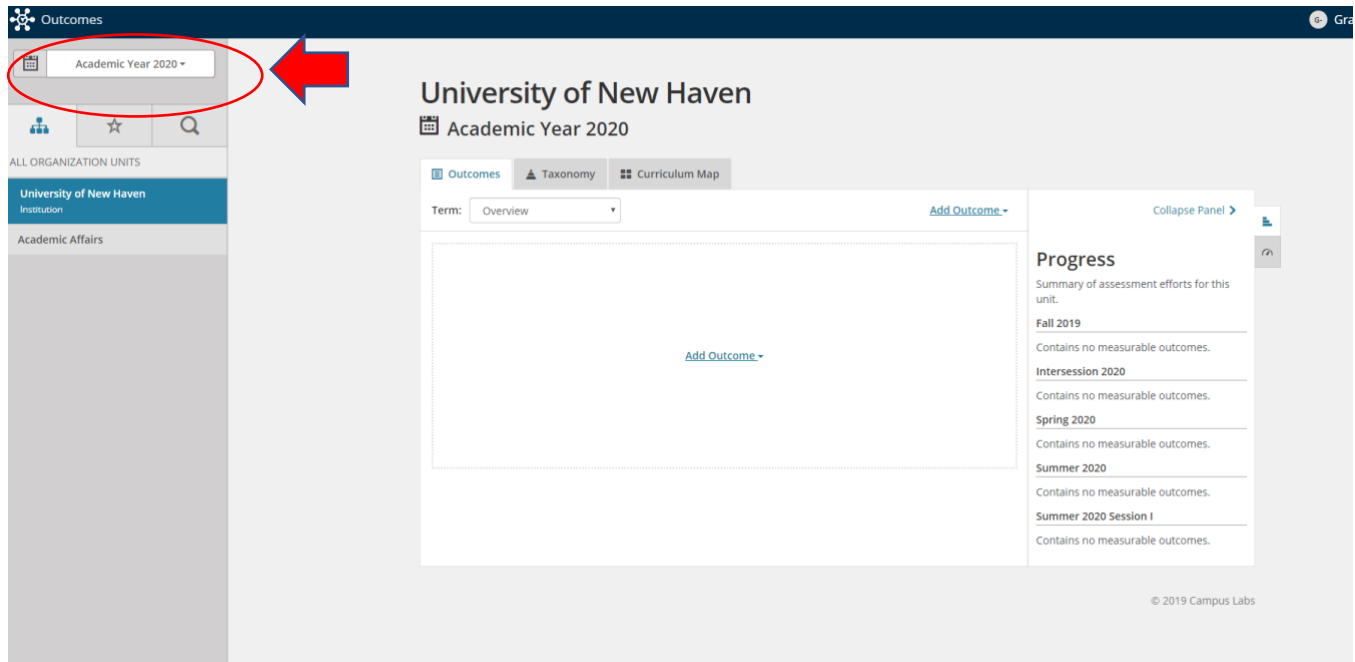 Outcomes
G-
Gra
Academic Year 2020
ALL ORGANIZATION UNITS
University of New Haven
Institution
Academic Affairs
University of New Haven
Academic Year 2020
Outcomes
Taxonomy
Curriculum Map
Term:
Overview
Add Outcome
Collapse Panel
Add Outcome
Progress
Summary of assessment efforts for this
unit.
Fall 2019
Contains no measurable outcomes.
Intersession 2020
Contains no measurable outcomes.
Spring 2020
Contains no measurable outcomes.
Summer 2020
Contains no measurable outcomes.
Summer 2020 Session I
Contains no measurable outcomes.
© 2019 Campus Labs